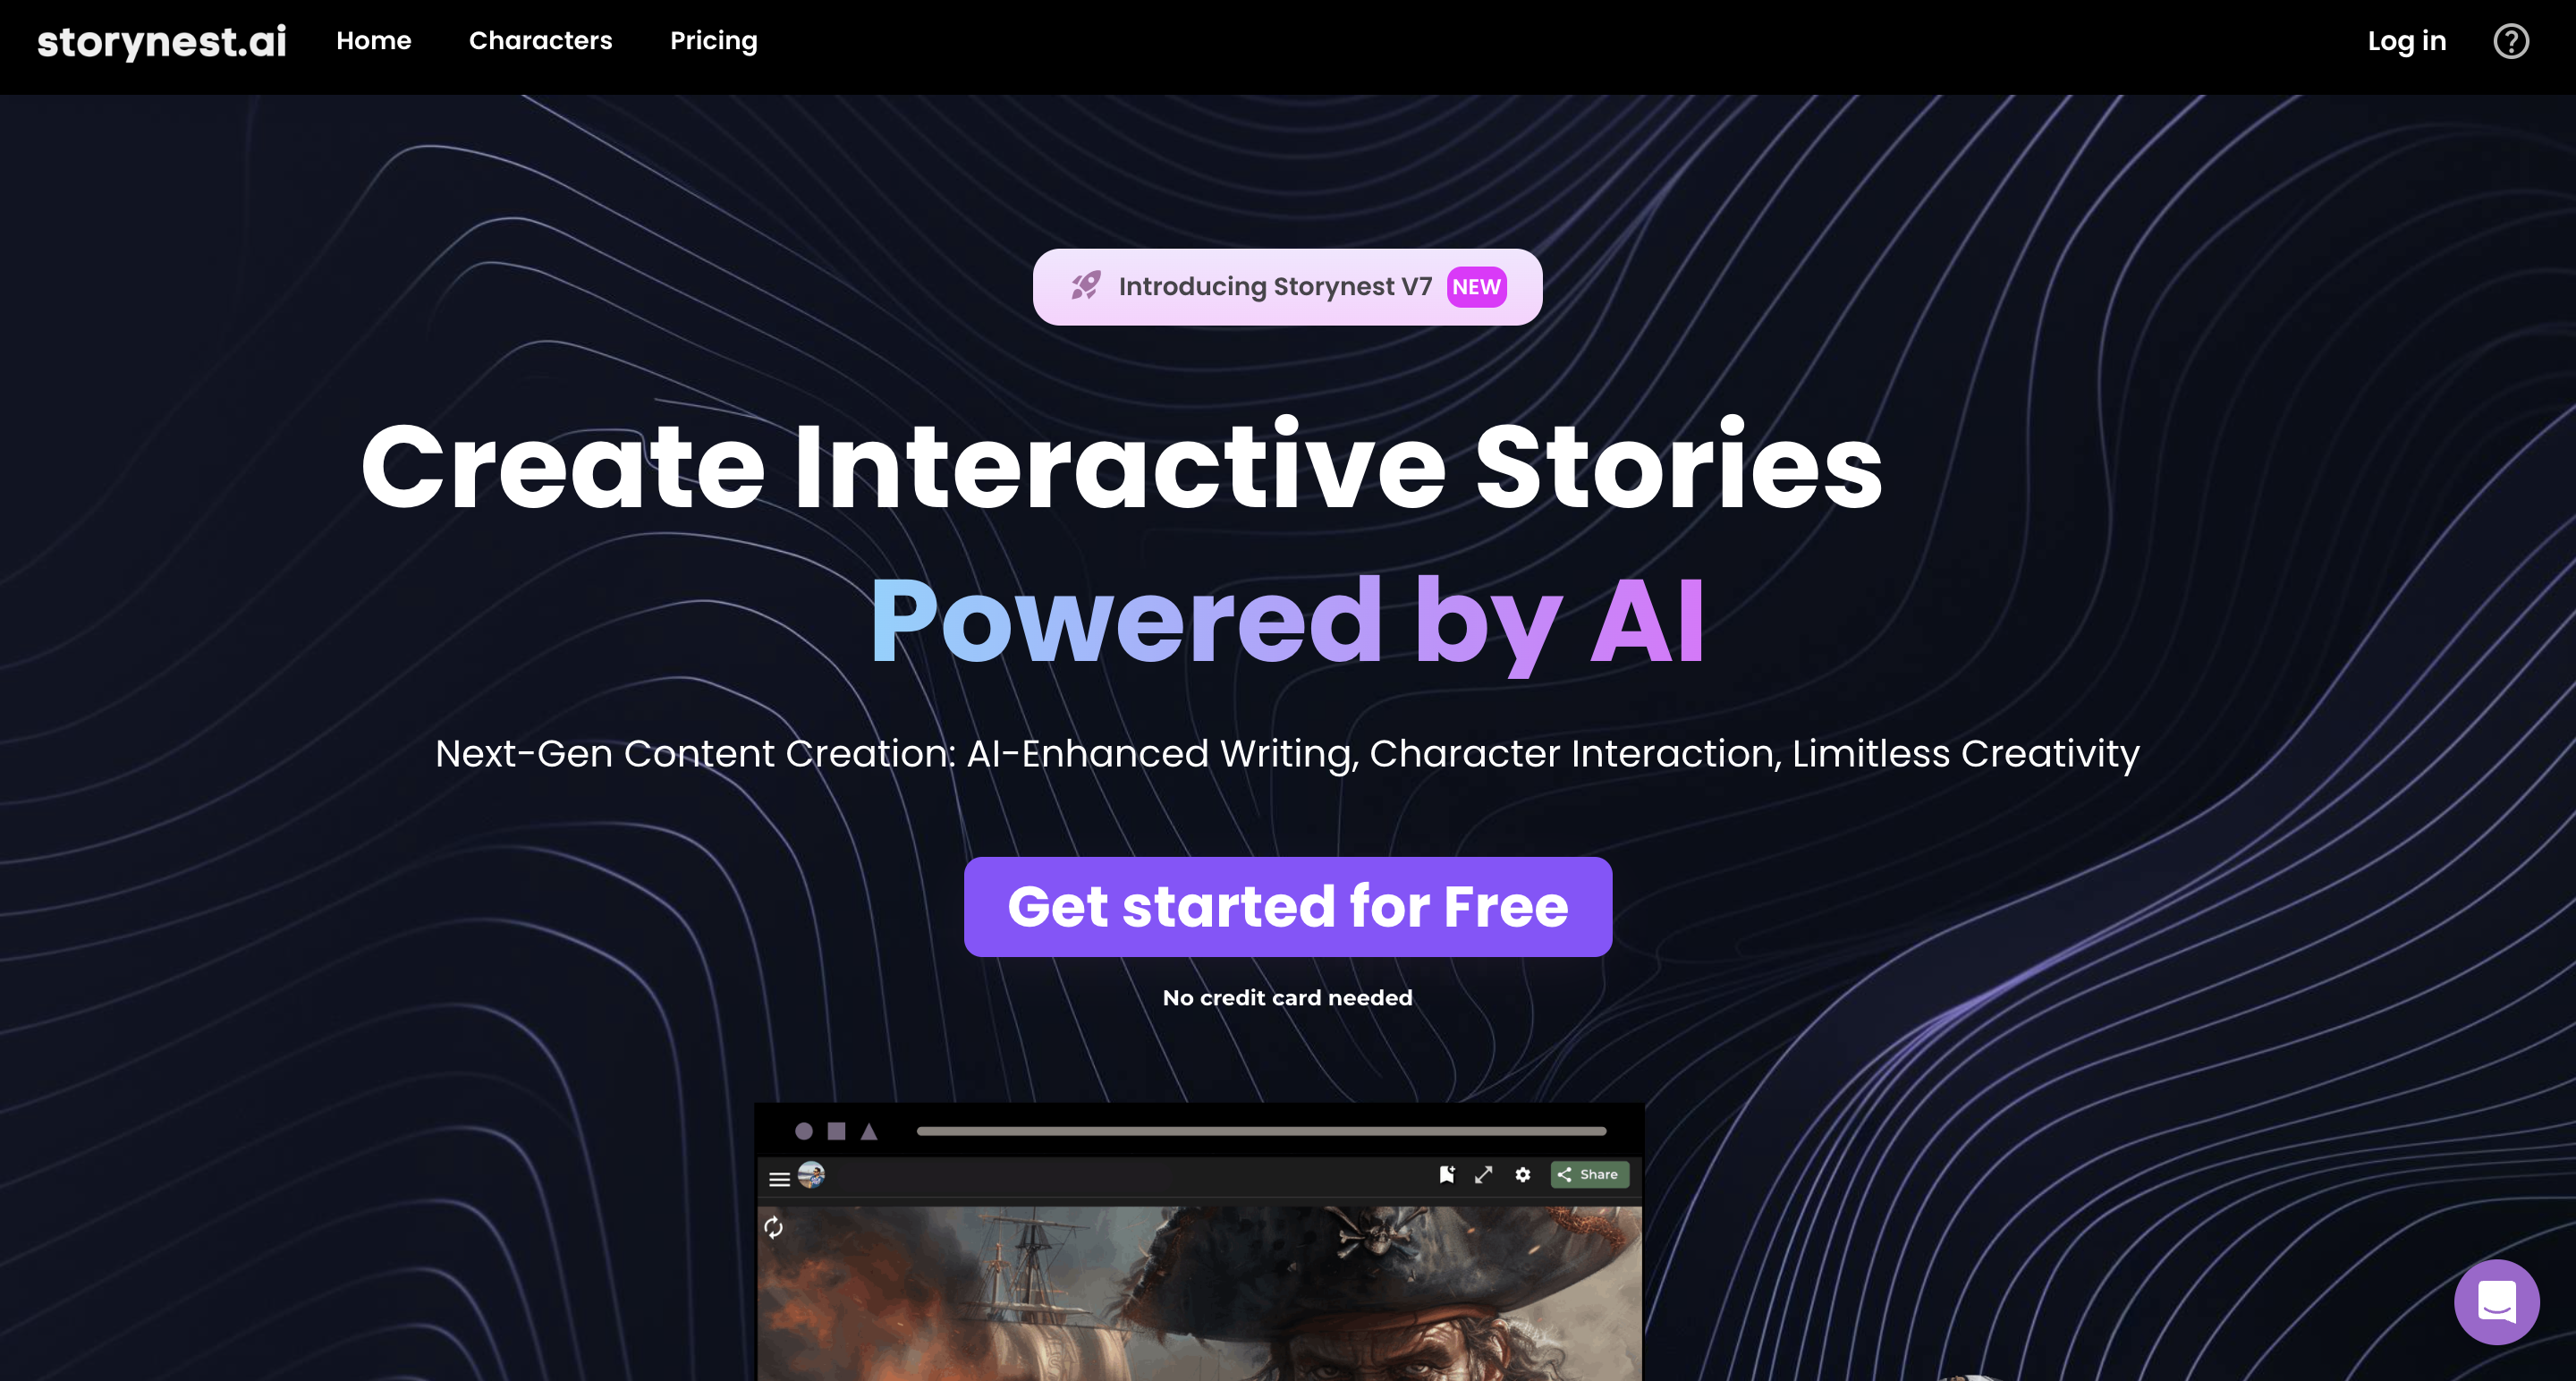 storynest.ai Home Characters Pricing Log in
Introducing Storynest V7 NEW
Create Interactive Stories
Powered by AI
Next-Gen Content Creation: AI-Enhanced Writing, Character Interaction, Limitless Creativity
Get started for Free
No credit card needed
Share